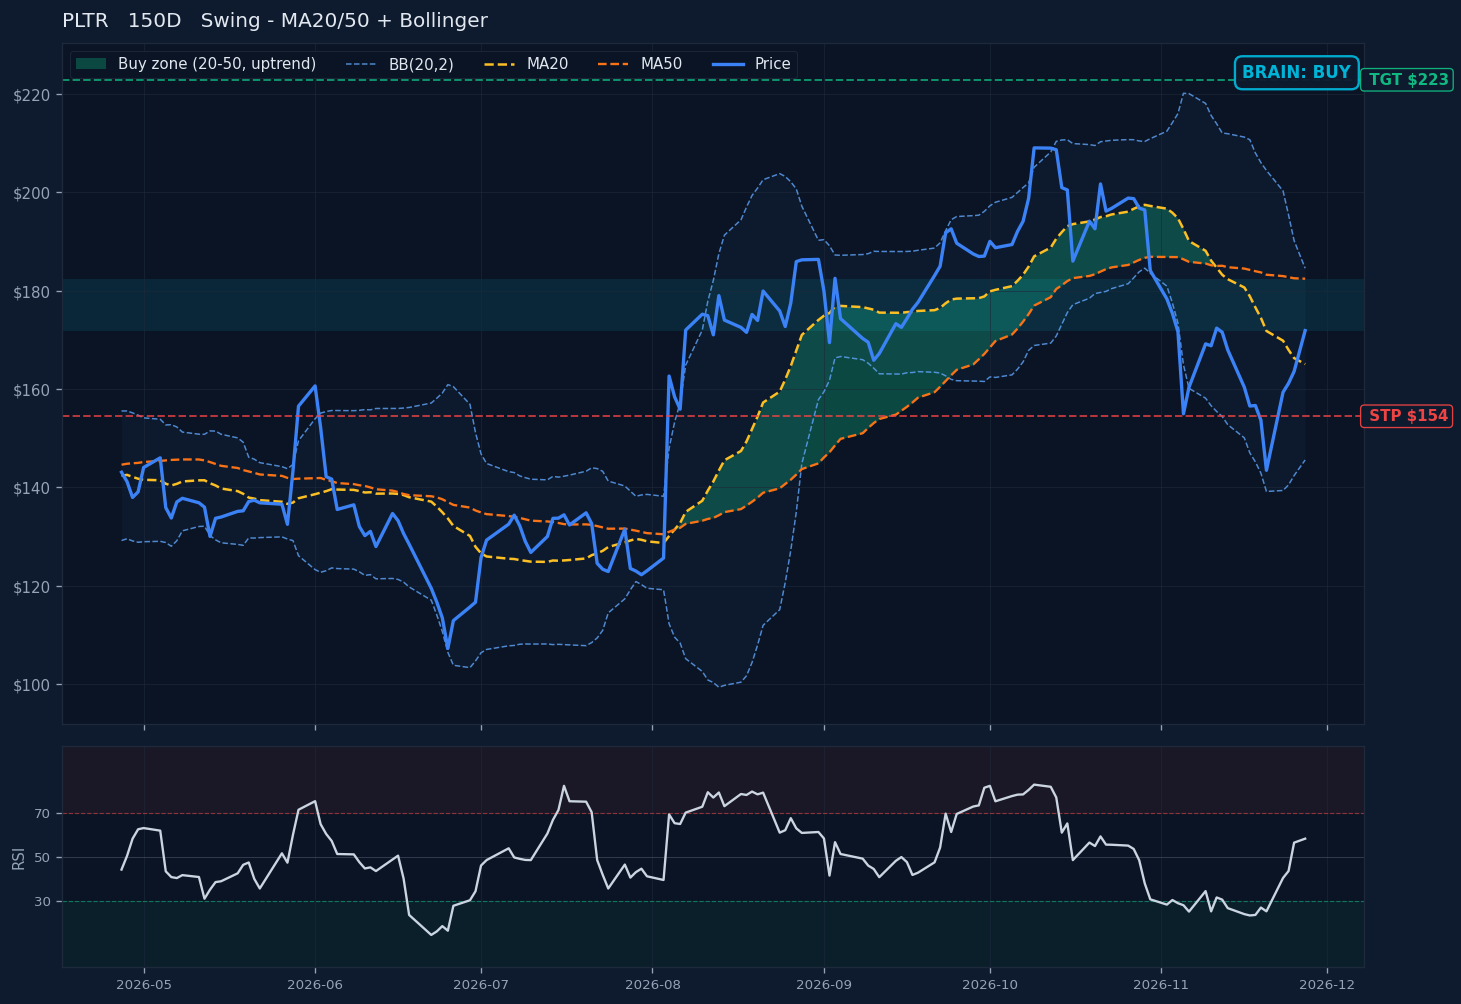 PLTR   150D   Swing - MA20/50 + Bollinger
Buy zone (20-50, uptrend)   BB(20,2)   MA20   MA50   Price
BRAIN: BUY
TGT $223
$220
$200
$180
$160
STP $154
$140
$120
$100
RSI
70
50
30
2026-05   2026-06   2026-07   2026-08   2026-09   2026-10   2026-11   2026-12